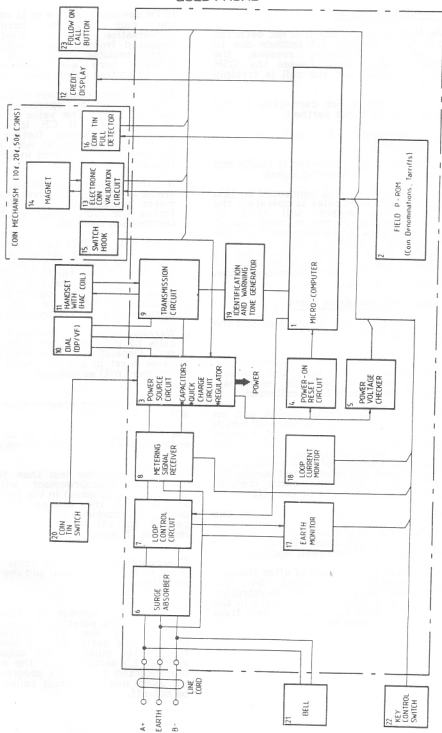 23
FOLLOW ON
CALL
BUTTON
12
CREDIT
DISPLAY
COIN MECHANISM (10¢, 20¢, 50¢ COINS)
16
COIN TIN
FULL
DETECTOR
14
MAGNET
13
ELECTRONIC
COIN
VALIDATION
CIRCUIT
15
SWITCH
HOOK
11
HANDSET
WITH
(HAC COIL)
10
DIAL
(DP/VF)
9
TRANSMISSION
CIRCUIT
19
IDENTIFICATION
AND WARNING
TONE GENERATOR
1
MICRO-COMPUTER
2
FIELD P-ROM
(Coin Denominations, Tarriffs)
3
POWER
SOURCE
CIRCUIT
•CAPACITORS
•QUICK
CHARGE
CIRCUIT
•REGULATOR
POWER
4
POWER-ON
RESET
CIRCUIT
5
POWER
VOLTAGE
CHECKER
8
METERING
SIGNAL
RECEIVER
18
LOOP
CURRENT
MONITOR
20
COIN
TIN
SWITCH
7
LOOP
CONTROL
CIRCUIT
17
EARTH
MONITOR
6
SURGE
ABSORBER
LINE
CORD
A+
EARTH
B-
21
BELL
22
KEY
CONTROL
SWITCH